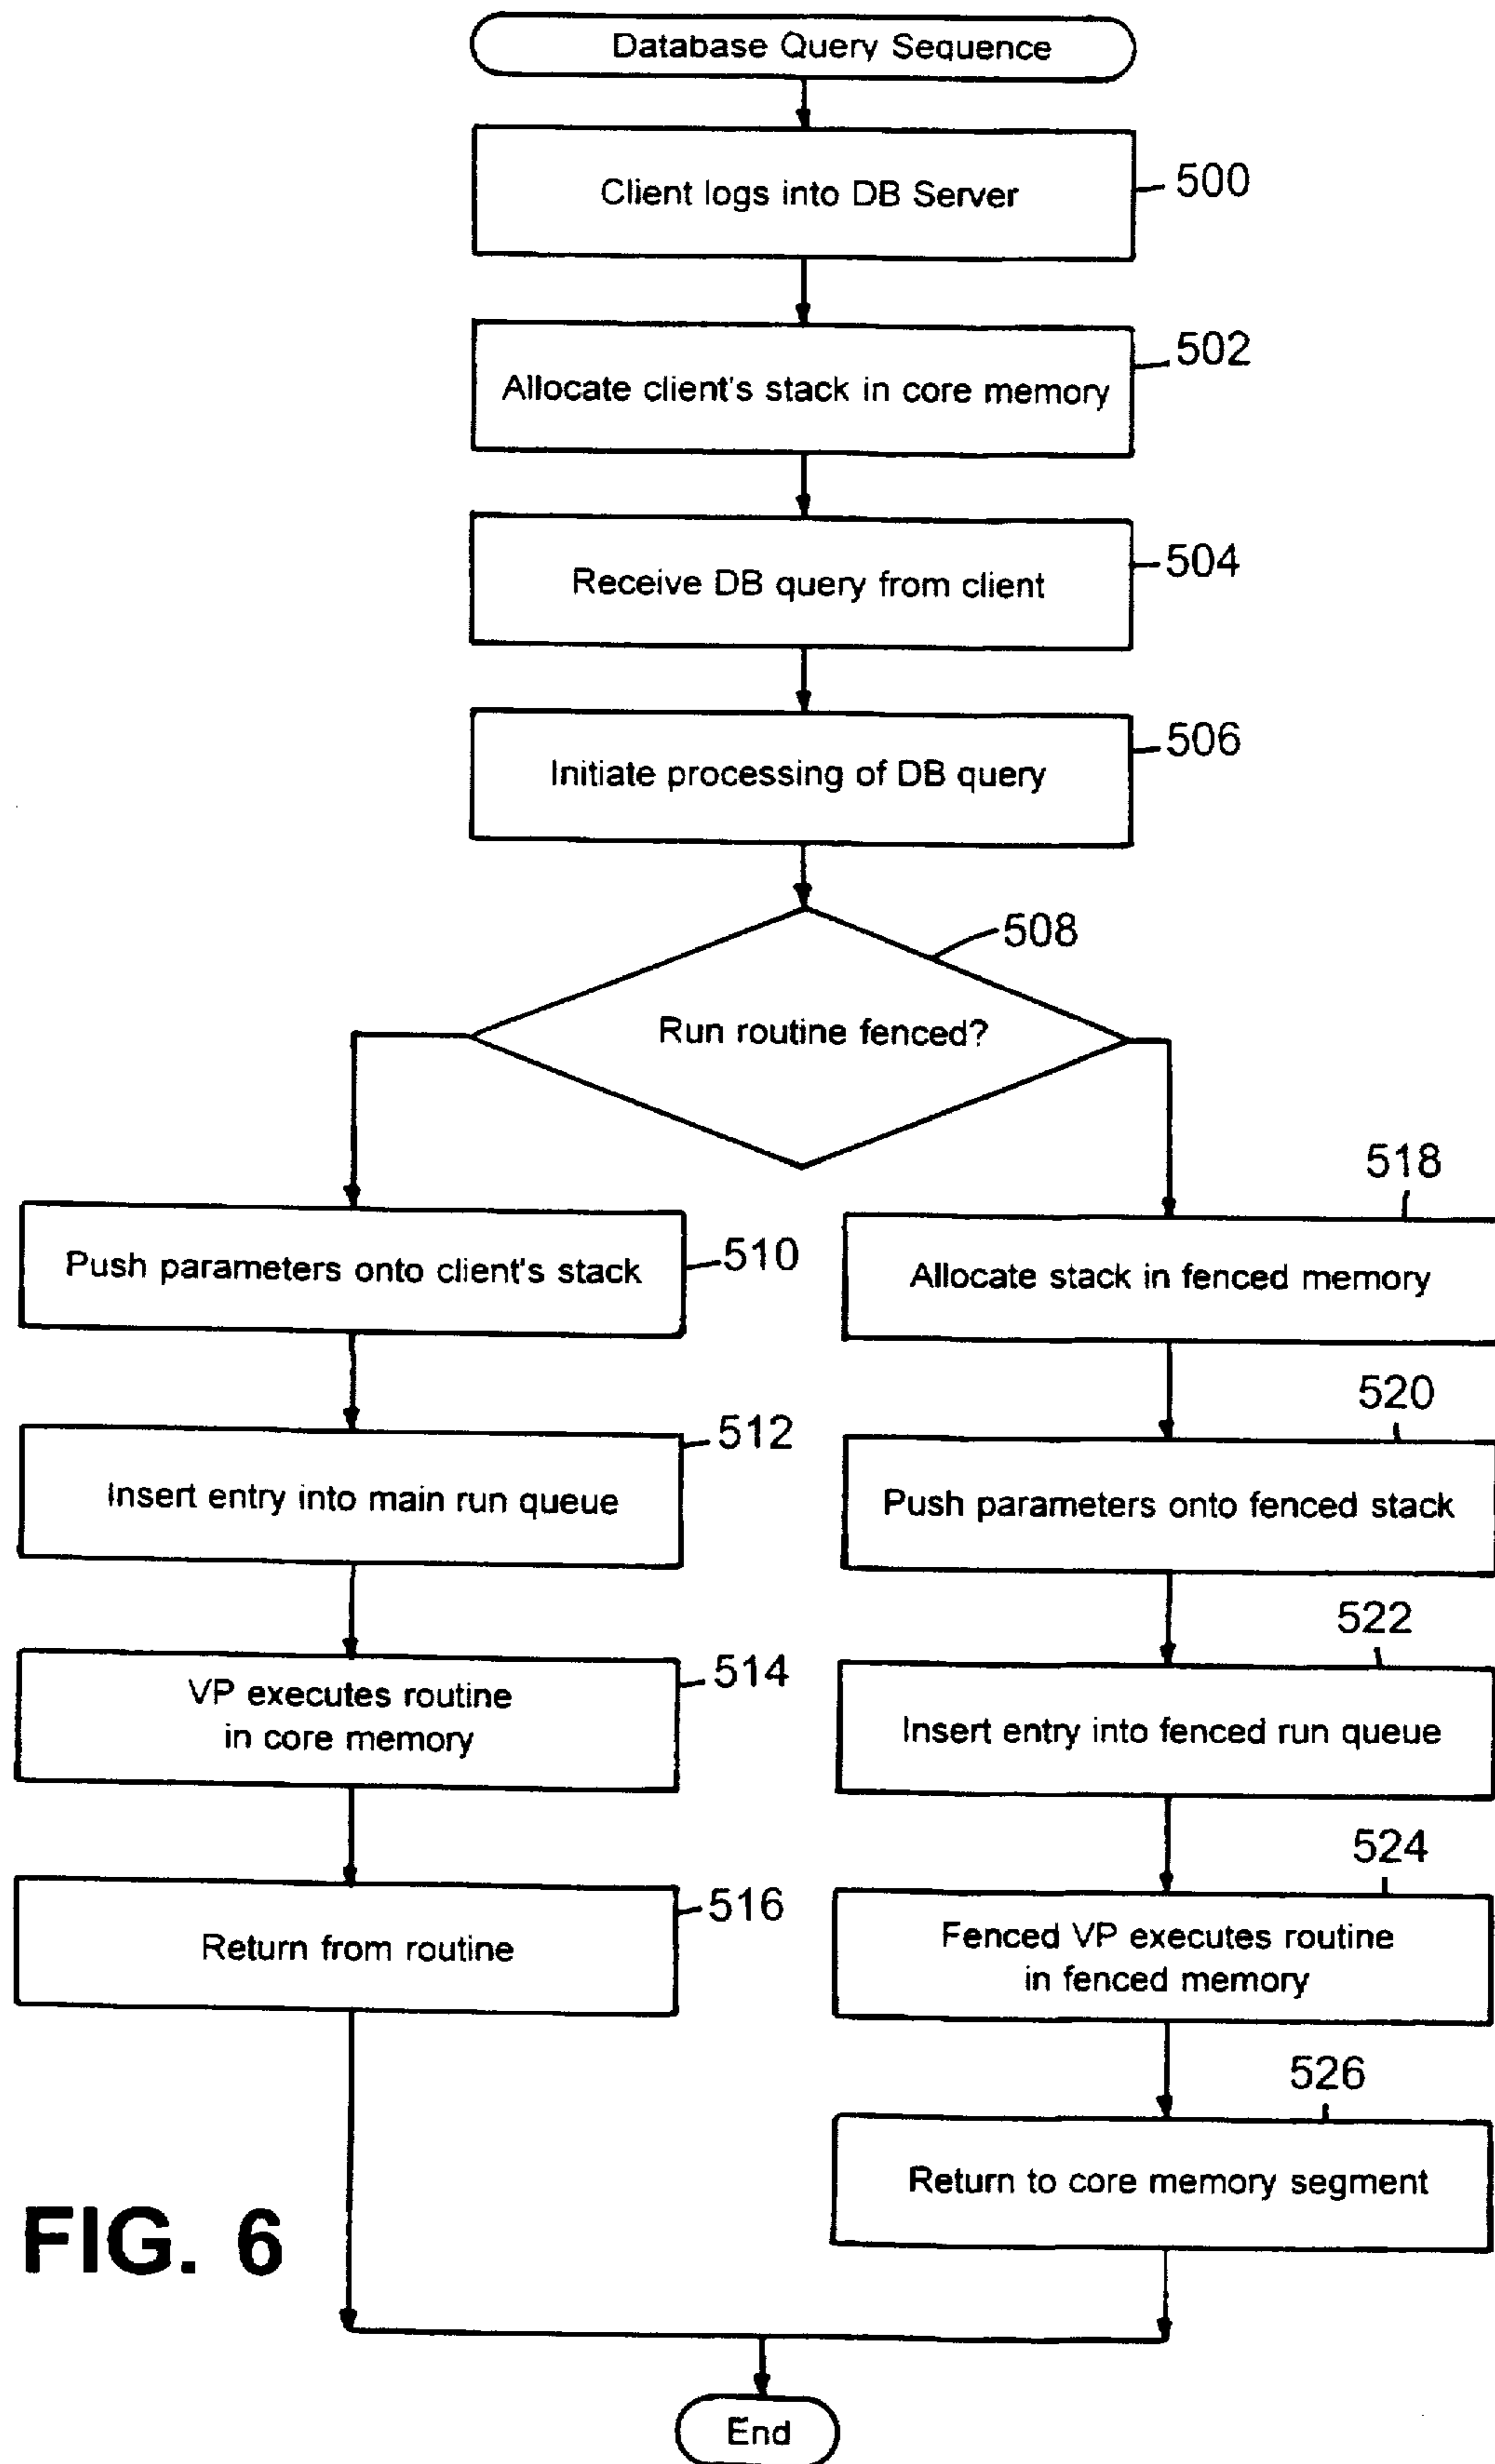 Database Query Sequence
Client logs into DB Server
500
Allocate client's stack in core memory
502
Receive DB query from client
504
Initiate processing of DB query
506
508
Run routine fenced?
Push parameters onto client's stack
510
Insert entry into main run queue
512
VP executes routine
in core memory
514
Return from routine
516
518
Allocate stack in fenced memory
520
Push parameters onto fenced stack
522
Insert entry into fenced run queue
524
Fenced VP executes routine
in fenced memory
526
Return to core memory segment
FIG. 6
End